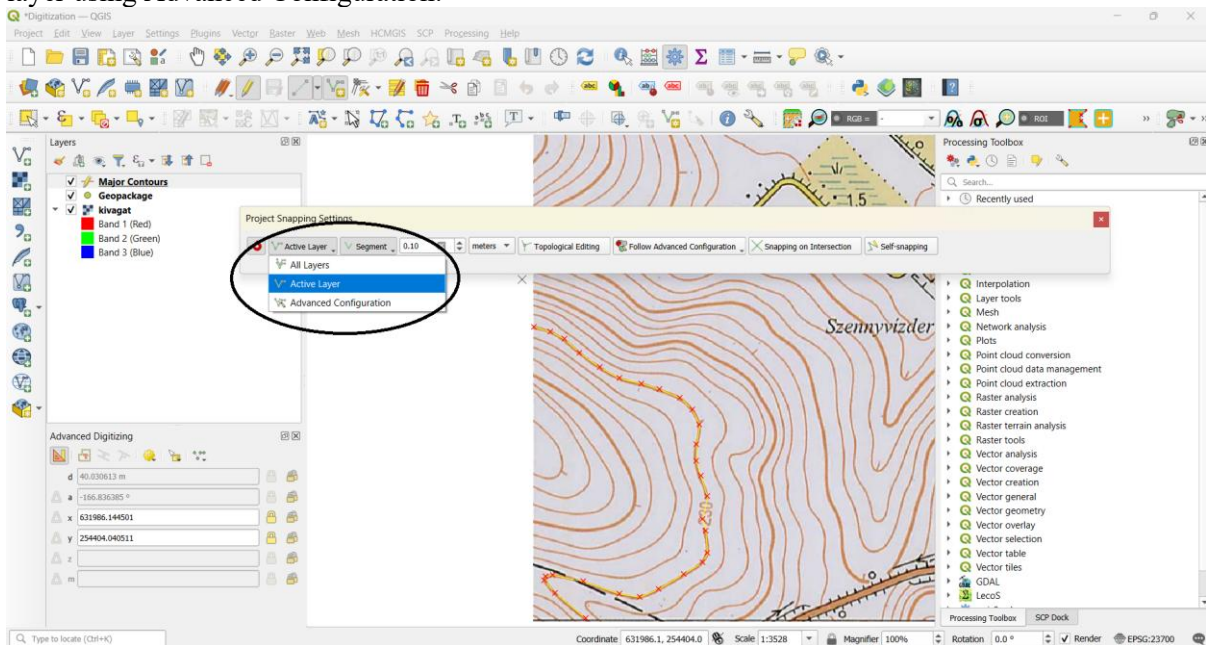 layer using Advanced Configuration.
*Digitization — QGIS
Project Edit View Layer Settings Plugins Vector Raster Web Mesh HCMGIS SCP Processing Help
RGB = -
ROI
Layers
Major Contours
Geopackage
kivagat
Band 1 (Red)
Band 2 (Green)
Band 3 (Blue)
Project Snapping Settings
Active Layer Segment 0.10 meters Topological Editing Follow Advanced Configuration Snapping on Intersection Self-snapping
All Layers
Active Layer
Advanced Configuration
1.5
Szennyvízder
230
Processing Toolbox
Search...
Recently used
Interpolation
Layer tools
Mesh
Network analysis
Plots
Point cloud conversion
Point cloud data management
Point cloud extraction
Raster analysis
Raster creation
Raster terrain analysis
Raster tools
Vector analysis
Vector coverage
Vector creation
Vector general
Vector geometry
Vector overlay
Vector selection
Vector table
Vector tiles
GDAL
LecoS
Processing Toolbox SCP Dock
Advanced Digitizing
d 40.030613 m
a -166.836385 °
x 631986.144501
y 254404.040511
z
m
Type to locate (Ctrl+K)
Coordinate 631986.1, 254404.0 Scale 1:3528 Magnifier 100% Rotation 0.0 ° Render EPSG:23700